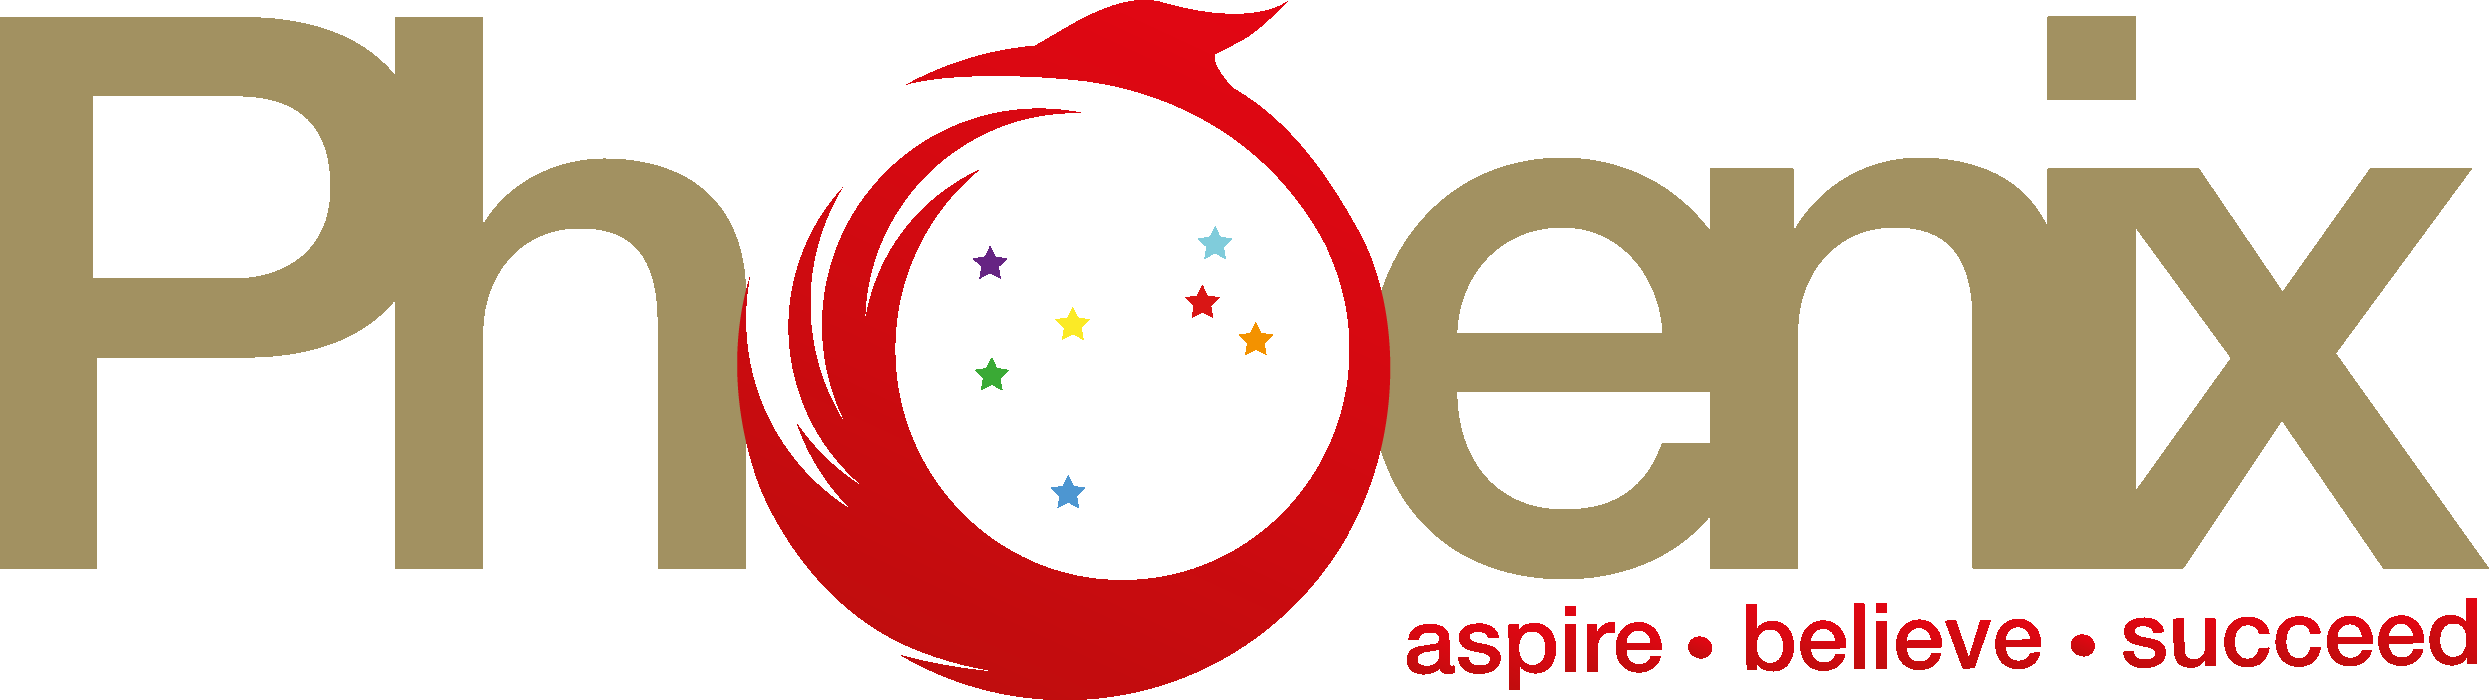 Phoenix
aspire • believe • succeed